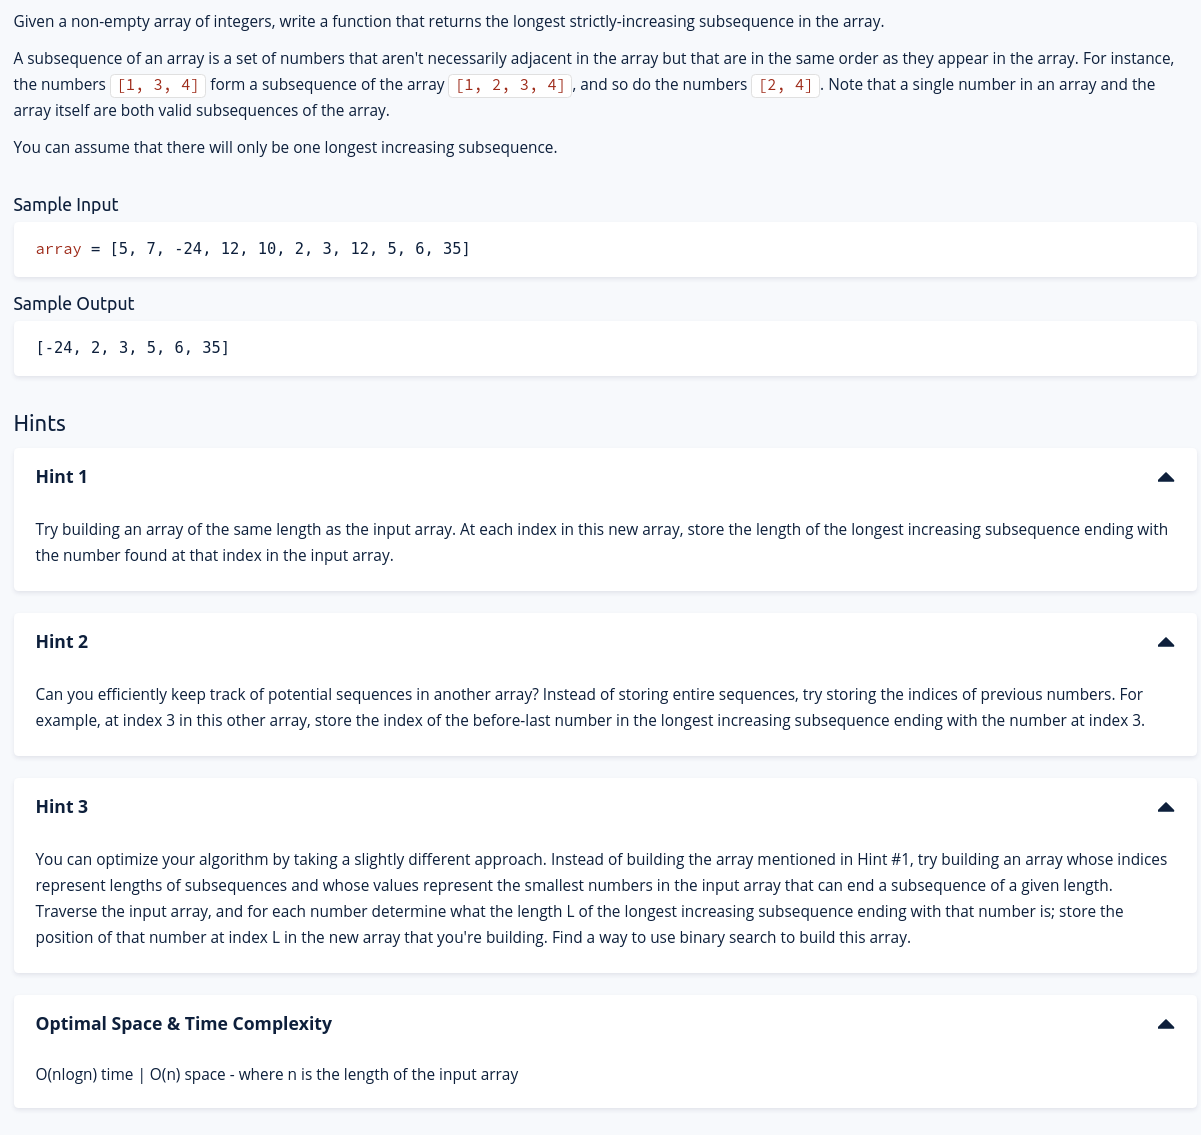 Given a non-empty array of integers, write a function that returns the longest strictly-increasing subsequence in the array.
A subsequence of an array is a set of numbers that aren't necessarily adjacent in the array but that are in the same order as they appear in the array. For instance,
the numbers [1, 3, 4] form a subsequence of the array [1, 2, 3, 4], and so do the numbers [2, 4]. Note that a single number in an array and the
array itself are both valid subsequences of the array.
You can assume that there will only be one longest increasing subsequence.
Sample Input
array = [5, 7, -24, 12, 10, 2, 3, 12, 5, 6, 35]
Sample Output
[-24, 2, 3, 5, 6, 35]
Hints
Hint 1
Try building an array of the same length as the input array. At each index in this new array, store the length of the longest increasing subsequence ending with
the number found at that index in the input array.
Hint 2
Can you efficiently keep track of potential sequences in another array? Instead of storing entire sequences, try storing the indices of previous numbers. For
example, at index 3 in this other array, store the index of the before-last number in the longest increasing subsequence ending with the number at index 3.
Hint 3
You can optimize your algorithm by taking a slightly different approach. Instead of building the array mentioned in Hint #1, try building an array whose indices
represent lengths of subsequences and whose values represent the smallest numbers in the input array that can end a subsequence of a given length.
Traverse the input array, and for each number determine what the length L of the longest increasing subsequence ending with that number is; store the
position of that number at index L in the new array that you're building. Find a way to use binary search to build this array.
Optimal Space & Time Complexity
O(nlogn) time | O(n) space - where n is the length of the input array